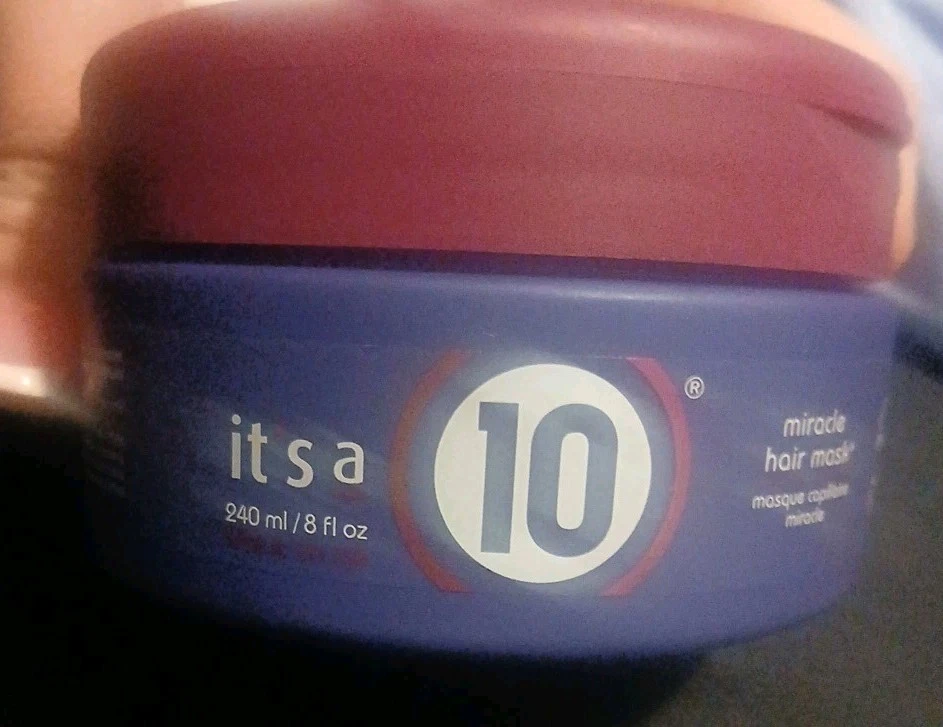 it s a 10®
240 ml / 8 fl oz
miracle
hair mask
masque capillaire
miracle